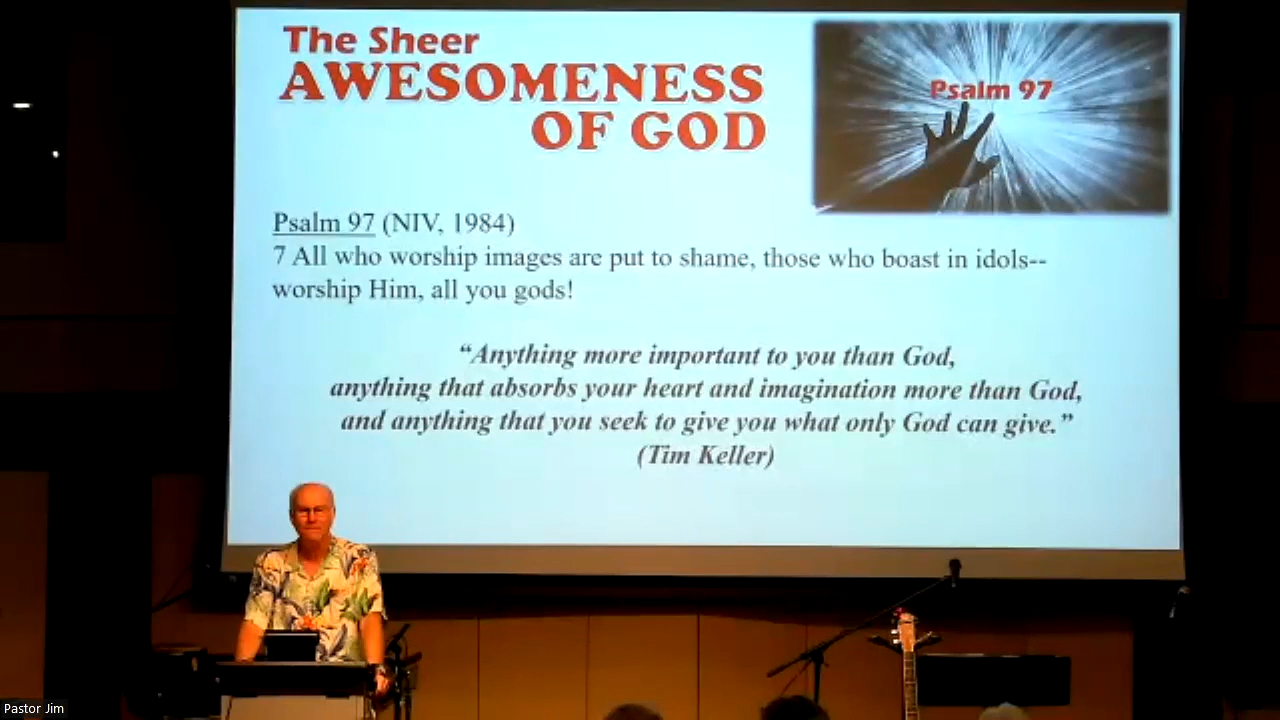 The Sheer
AWESOMENESS
OF GOD
Psalm 97
Psalm 97 (NIV, 1984)
7 All who worship images are put to shame, those who boast in idols--
worship Him, all you gods!
“Anything more important to you than God,
anything that absorbs your heart and imagination more than God,
and anything that you seek to give you what only God can give.”
(Tim Keller)
Pastor Jim